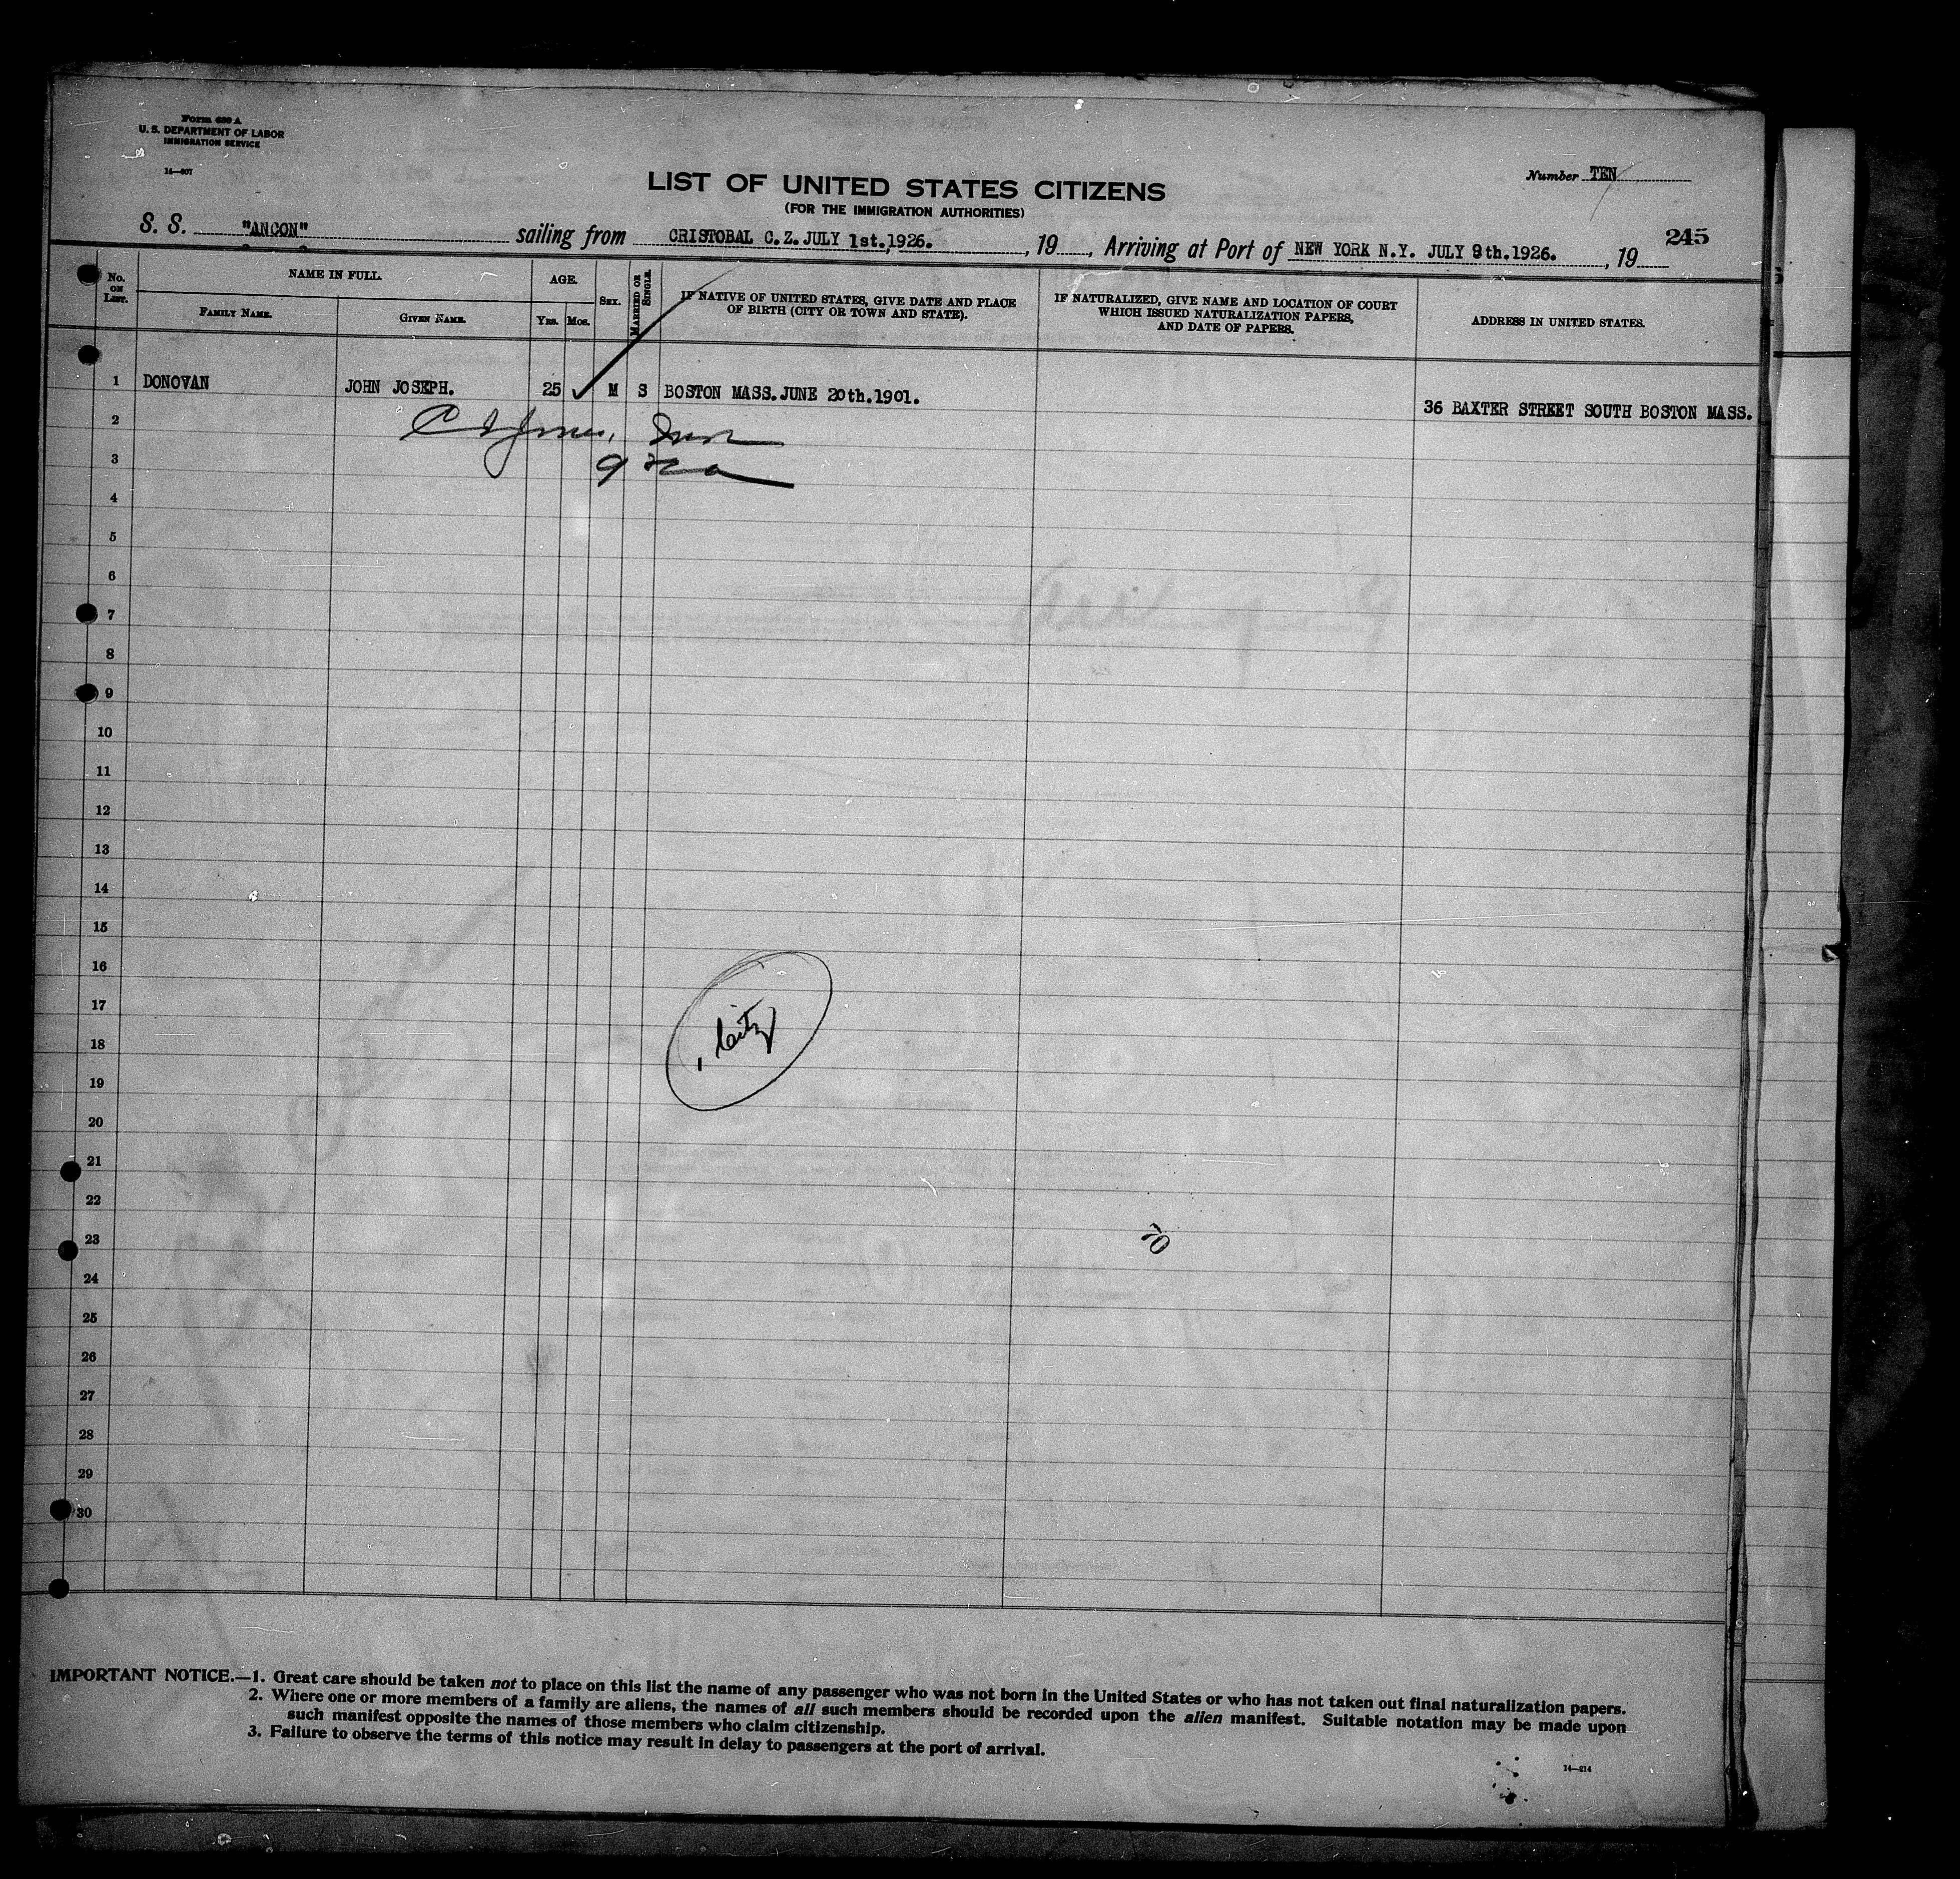 Form 630 A
U. S. DEPARTMENT OF LABOR
IMMIGRATION SERVICE
14—607
Number TEN
LIST OF UNITED STATES CITIZENS
(FOR THE IMMIGRATION AUTHORITIES)
245
S. S. "ANCON" sailing from CRISTOBAL C.Z. JULY 1st.,1926. , 19 , Arriving at Port of NEW YORK N.Y. JULY 9th.1926. , 19
No. ON LIST. NAME IN FULL. AGE. SEX. MARRIED OR SINGLE. IF NATIVE OF UNITED STATES, GIVE DATE AND PLACE OF BIRTH (CITY OR TOWN AND STATE). IF NATURALIZED, GIVE NAME AND LOCATION OF COURT WHICH ISSUED NATURALIZATION PAPERS, AND DATE OF PAPERS. ADDRESS IN UNITED STATES.
FAMILY NAME. GIVEN NAME. YRS. MOS.
1 DONOVAN JOHN JOSEPH. 25 M S BOSTON MASS. JUNE 20th.1901. 36 BAXTER STREET SOUTH BOSTON MASS.
2
3
4
5
6
7
8
9
10
11
12
13
14
15
16
17
1 citz
18
19
20
21
22
23
24
25
26
27
28
29
30
IMPORTANT NOTICE.—1. Great care should be taken not to place on this list the name of any passenger who was not born in the United States or who has not taken out final naturalization papers.
2. Where one or more members of a family are aliens, the names of all such members should be recorded upon the alien manifest. Suitable notation may be made upon
such manifest opposite the names of those members who claim citizenship.
3. Failure to observe the terms of this notice may result in delay to passengers at the port of arrival.
14—214